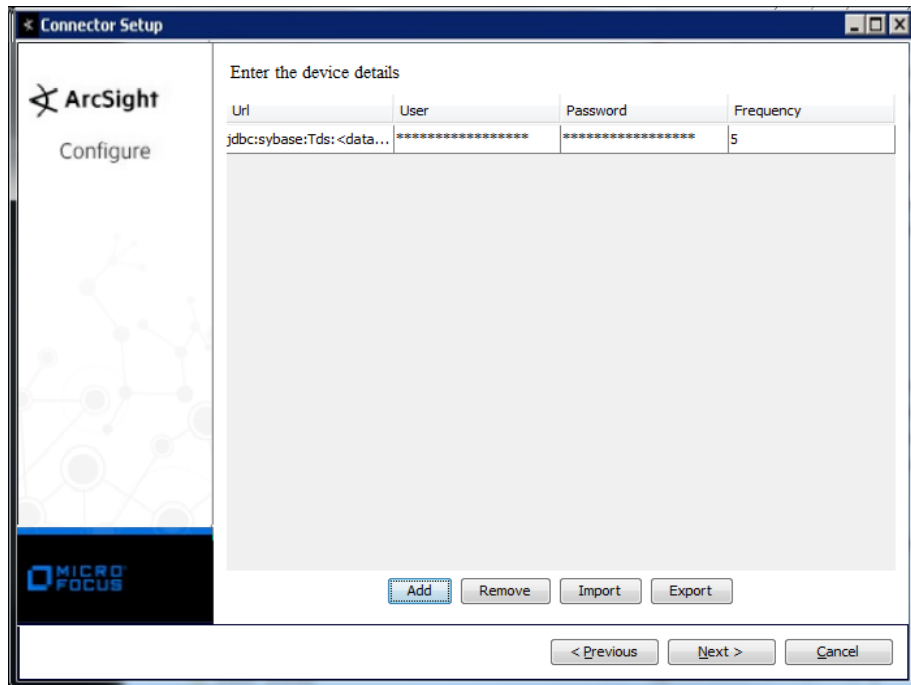 Connector Setup
ArcSight
Configure
Enter the device details
Url User Password Frequency
jdbc:sybase:Tds:<data... ***************** ***************** 5
MICRO
FOCUS
Add Remove Import Export
< Previous Next > Cancel